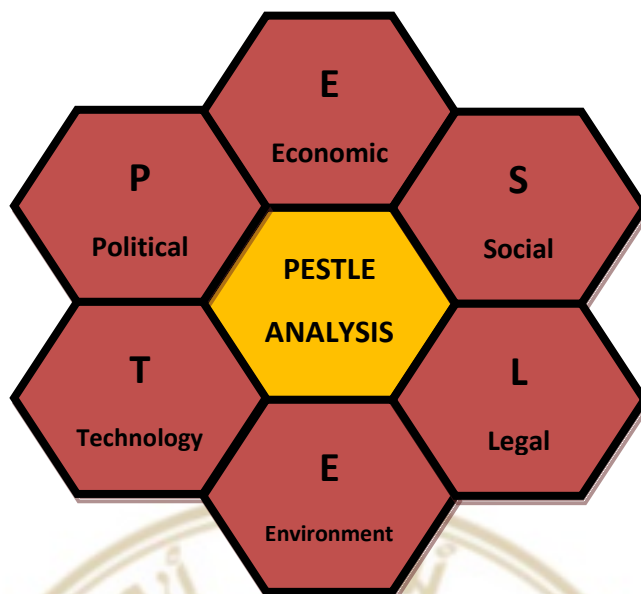 E
Economic
P
Political
S
Social
PESTLE
ANALYSIS
T
Technology
L
Legal
E
Environment